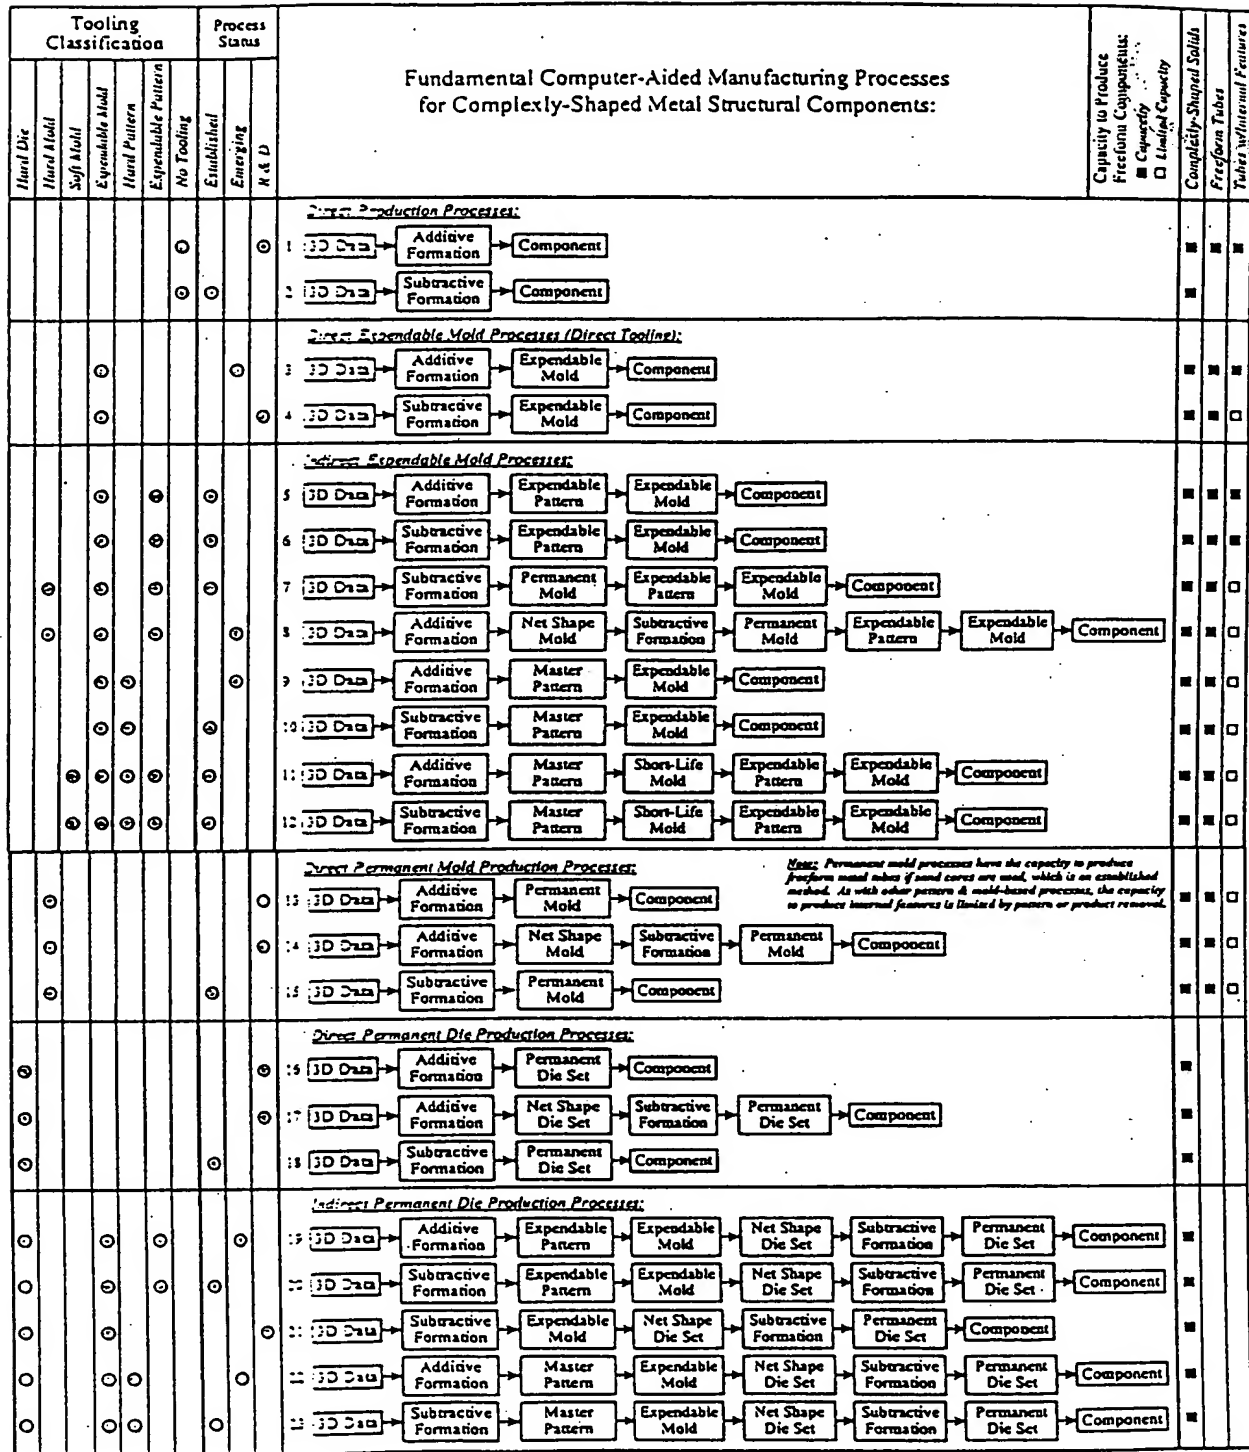 Tooling
Classification
Process
Status
Fundamental Computer-Aided Manufacturing Processes
for Complexly-Shaped Metal Structural Components:
Capacity to Produce
Freeform Components:
■ Capacity
□ Limited Capacity
Hard Die
Hard Mold
Soft Mold
Expendable Mold
Hard Pattern
Expendable Pattern
No Tooling
Established
Emerging
R & D
Complexly-Shaped Solids
Freeform Tubes
Tubes w/Internal Features
Direct Production Processes:
1 3D Data Additive Formation Component
2 3D Data Subtractive Formation Component
Direct Expendable Mold Processes (Direct Tooling):
3 3D Data Additive Formation Expendable Mold Component
4 3D Data Subtractive Formation Expendable Mold Component
Indirect Expendable Mold Processes:
5 3D Data Additive Formation Expendable Pattern Expendable Mold Component
6 3D Data Subtractive Formation Expendable Pattern Expendable Mold Component
7 3D Data Subtractive Formation Permanent Mold Expendable Pattern Expendable Mold Component
8 3D Data Additive Formation Net Shape Mold Subtractive Formation Permanent Mold Expendable Pattern Expendable Mold Component
9 3D Data Additive Formation Master Pattern Expendable Mold Component
10 3D Data Subtractive Formation Master Pattern Expendable Mold Component
11 3D Data Additive Formation Master Pattern Short-Life Mold Expendable Pattern Expendable Mold Component
12 3D Data Subtractive Formation Master Pattern Short-Life Mold Expendable Pattern Expendable Mold Component
Direct Permanent Mold Production Processes:
Note: Permanent mold processes have the capacity to produce
freeform metal tubes if sand cores are used, which is an established
method. As with other pattern & mold-based processes, the capacity
to produce internal features is limited by pattern or product removal.
13 3D Data Additive Formation Permanent Mold Component
14 3D Data Additive Formation Net Shape Mold Subtractive Formation Permanent Mold Component
15 3D Data Subtractive Formation Permanent Mold Component
Direct Permanent Die Production Processes:
16 3D Data Additive Formation Permanent Die Set Component
17 3D Data Additive Formation Net Shape Die Set Subtractive Formation Permanent Die Set Component
18 3D Data Subtractive Formation Permanent Die Set Component
Indirect Permanent Die Production Processes:
19 3D Data Additive Formation Expendable Pattern Expendable Mold Net Shape Die Set Subtractive Formation Permanent Die Set Component
20 3D Data Subtractive Formation Expendable Pattern Expendable Mold Net Shape Die Set Subtractive Formation Permanent Die Set Component
21 3D Data Subtractive Formation Expendable Mold Net Shape Die Set Subtractive Formation Permanent Die Set Component
22 3D Data Additive Formation Master Pattern Expendable Mold Net Shape Die Set Subtractive Formation Permanent Die Set Component
23 3D Data Subtractive Formation Master Pattern Expendable Mold Net Shape Die Set Subtractive Formation Permanent Die Set Component